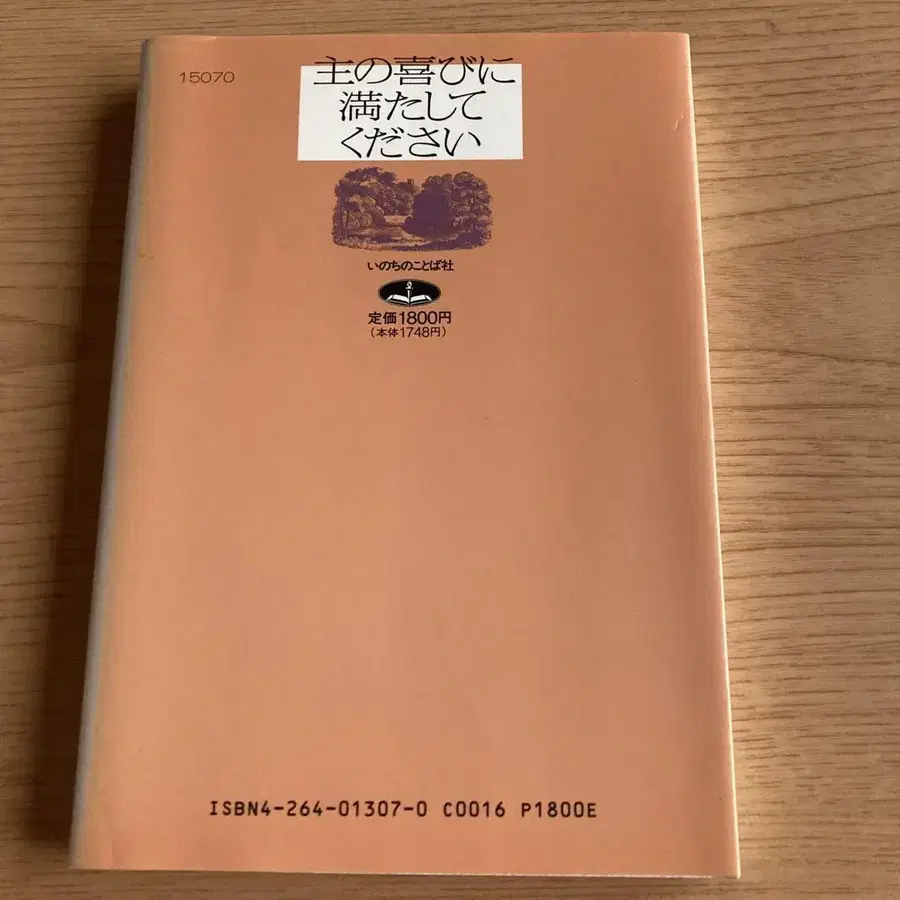 15070
主の喜びに
満たして
ください
いのちのことば社
定価1800円
(本体1748円)
ISBN4-264-01307-0 C0016 P1800E